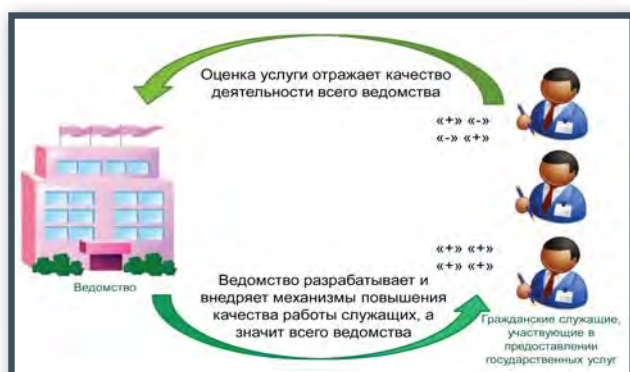 Оценка услуги отражает качество
деятельности всего ведомства
«+» «-»
«-» «+»
«+» «+»
«+» «+»
Ведомство
Ведомство разрабатывает и
внедряет механизмы повышения
качества работы служащих, а
значит всего ведомства
Гражданские служащие,
участвующие в
предоставлении
государственных услуг